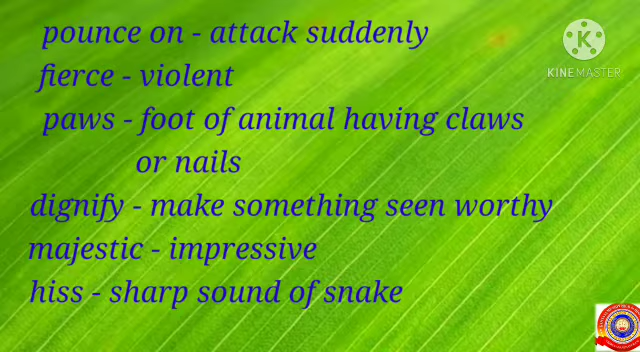 pounce on - attack suddenly
fierce - violent
paws - foot of animal having claws
or nails
dignify - make something seen worthy
majestic - impressive
hiss - sharp sound of snake
K
KINEMASTER